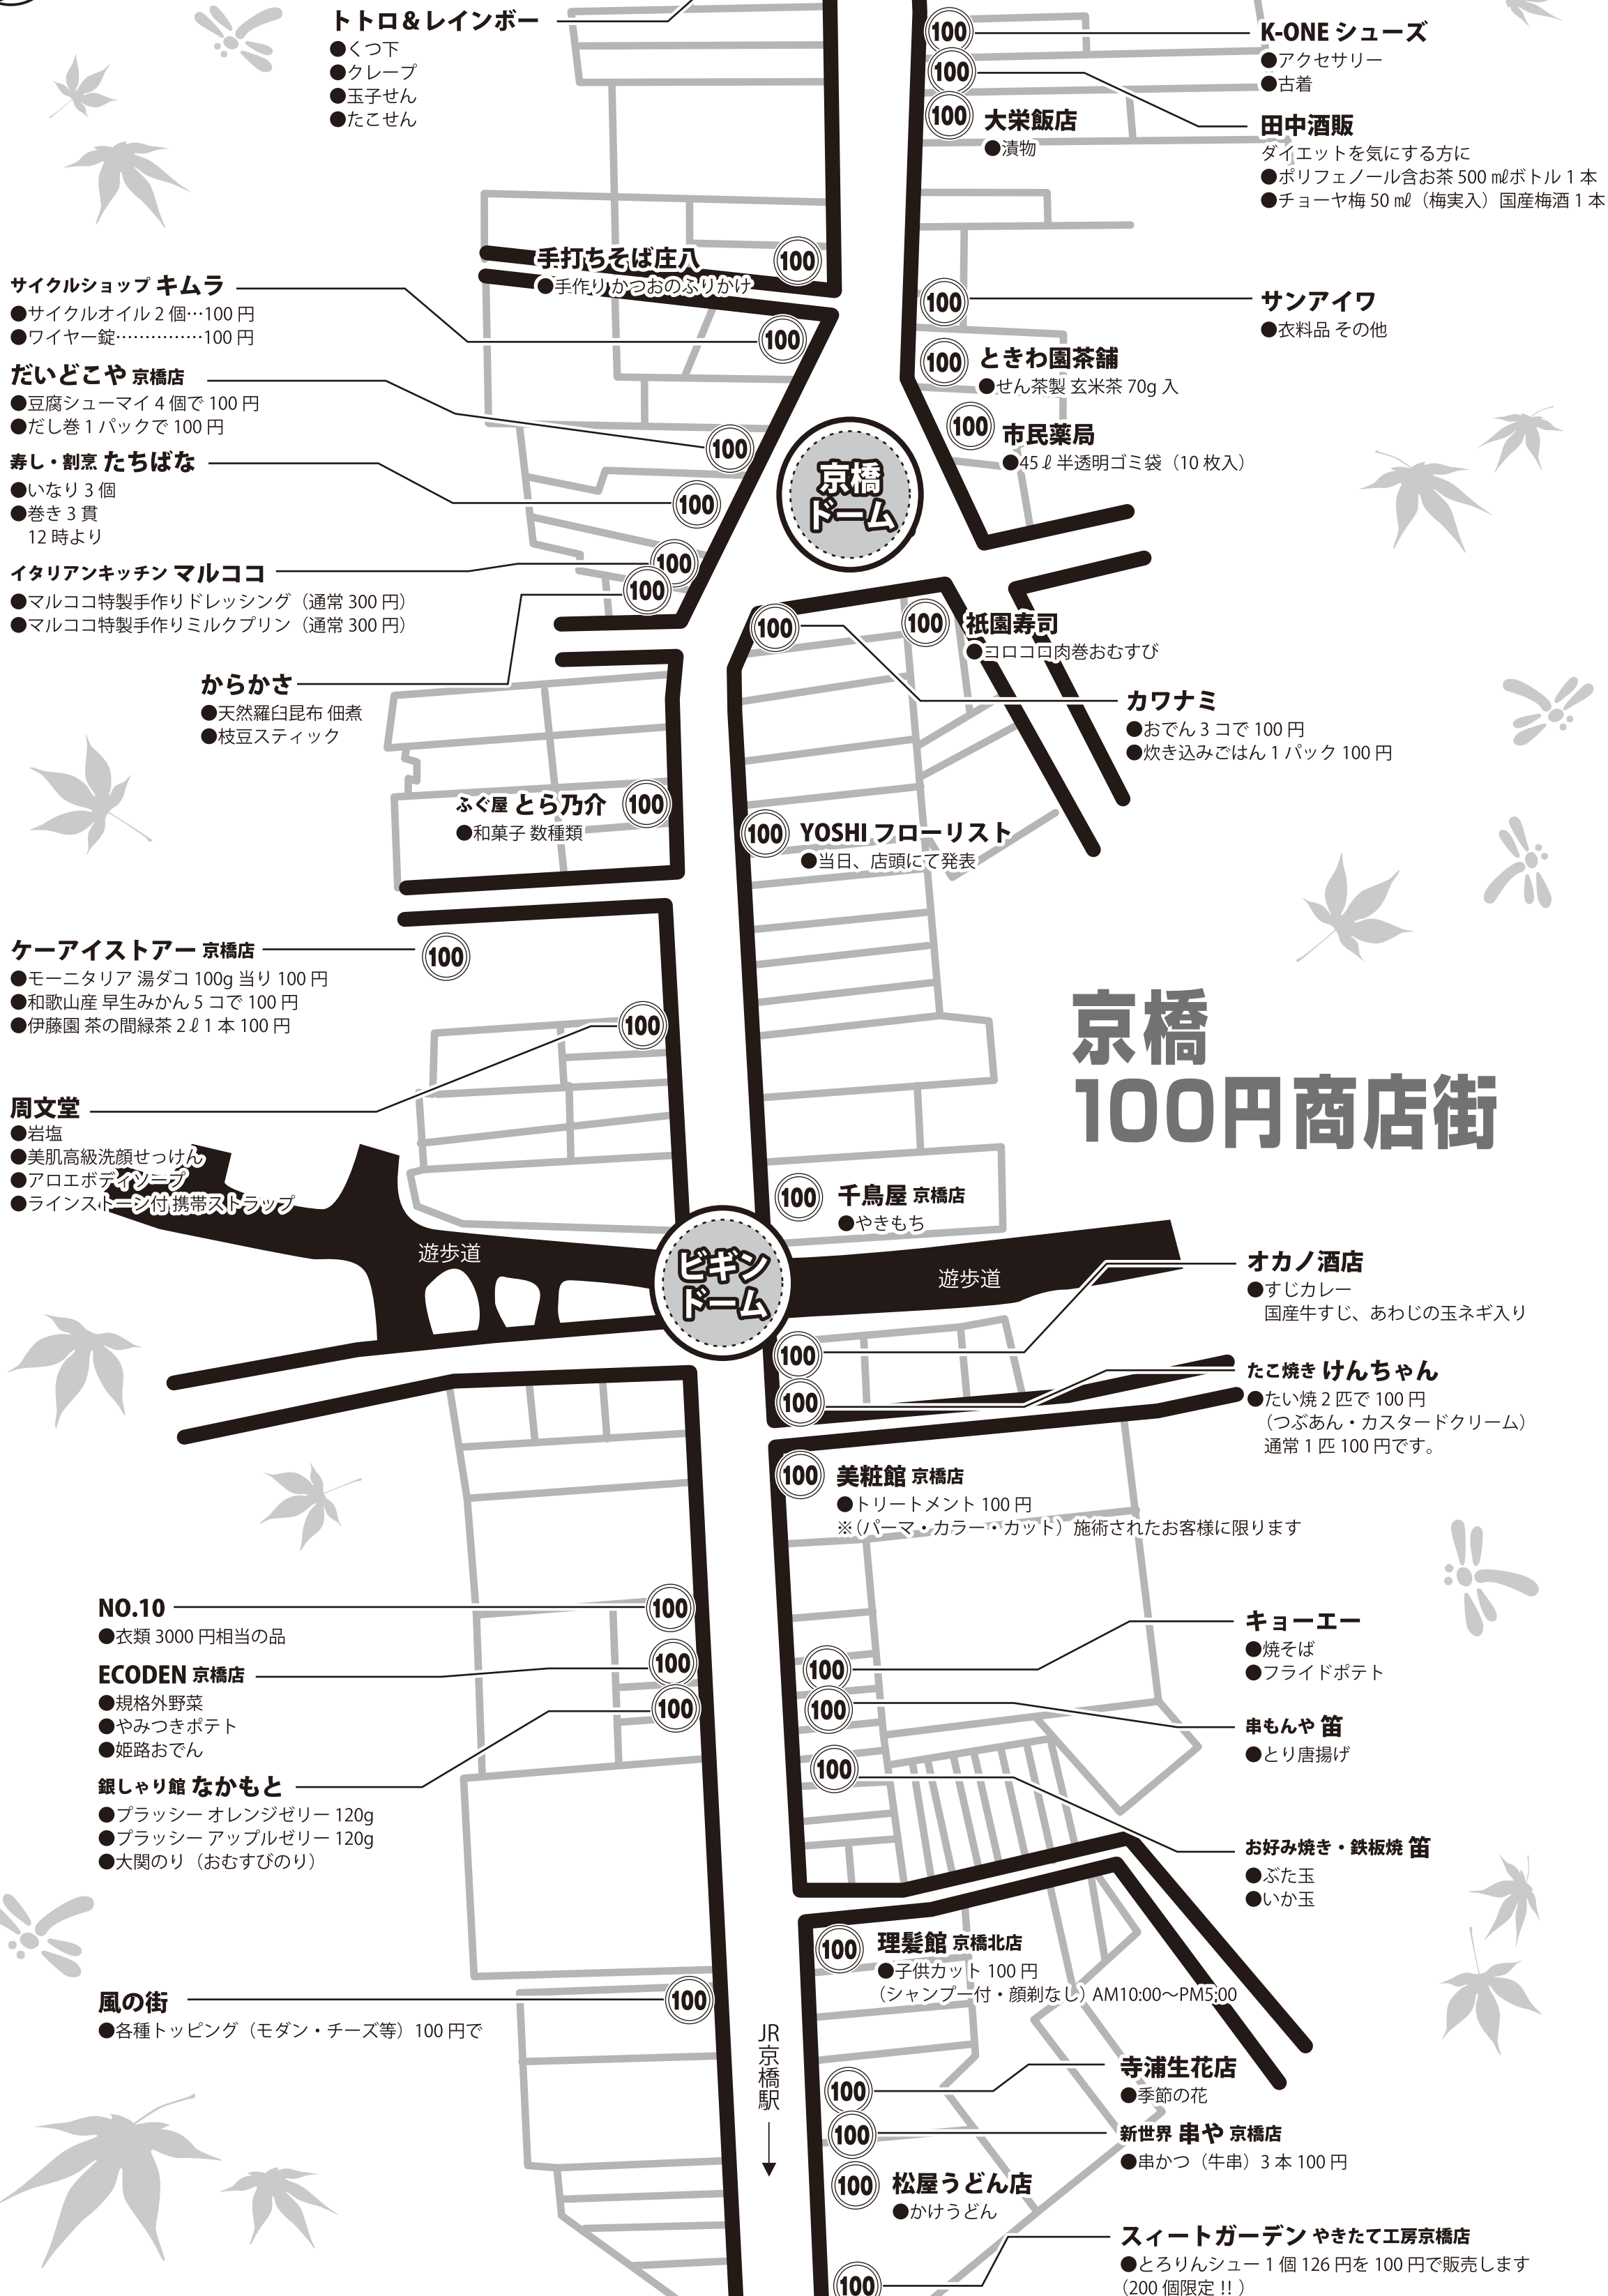 トトロ＆レインボー
●くつ下
●クレープ
●玉子せん
●たこせん
100
K-ONE シューズ
●アクセサリー
●古着
100
田中酒販
ダイエットを気にする方に
●ポリフェノール含お茶 500 ㎖ボトル 1 本
●チョーヤ梅 50 ㎖（梅実入）国産梅酒 1 本
100
大栄飯店
●漬物
手打ちそば庄八
●手作りかつおのふりかけ
100
サイクルショップ キムラ
●サイクルオイル 2 個…100 円
●ワイヤー錠……………100 円
100
100
サンアイワ
●衣料品 その他
100
ときわ園茶舗
●せん茶製 玄米茶 70g 入
だいどこや 京橋店
●豆腐シューマイ 4 個で 100 円
●だし巻 1 パックで 100 円
100
100
市民薬局
●45ℓ 半透明ゴミ袋（10 枚入）
寿し・割烹 たちばな
●いなり 3 個
●巻き 3 貫
12 時より
100
京橋
ドーム
イタリアンキッチン マルココ
●マルココ特製手作りドレッシング（通常 300 円）
●マルココ特製手作りミルクプリン（通常 300 円）
100
100
からかさ
●天然羅臼昆布 佃煮
●枝豆スティック
100
100
祇園寿司
●コロコロ肉巻おむすび
カワナミ
●おでん 3 コで 100 円
●炊き込みごはん 1 パック 100 円
ふぐ屋 とら乃介
●和菓子 数種類
100
100
YOSHI フローリスト
●当日、店頭にて発表
ケーアイストアー 京橋店
●モーニタリア 湯ダコ 100g 当り 100 円
●和歌山産 早生みかん 5 コで 100 円
●伊藤園 茶の間緑茶 2ℓ 1 本 100 円
100
100
京橋
100円商店街
周文堂
●岩塩
●美肌高級洗顔せっけん
●アロエボディソープ
●ラインストーン付 携帯ストラップ
100
千鳥屋 京橋店
●やきもち
遊歩道
ビギン
ドーム
遊歩道
オカノ酒店
●すじカレー
国産牛すじ、あわじの玉ネギ入り
100
100
たこ焼き けんちゃん
●たい焼 2 匹で 100 円
（つぶあん・カスタードクリーム）
通常 1 匹 100 円です。
100
美粧館 京橋店
●トリートメント 100 円
※（パーマ・カラー・カット）施術されたお客様に限ります
NO.10
●衣類 3000 円相当の品
100
ECODEN 京橋店
●規格外野菜
●やみつきポテト
●姫路おでん
100
銀しゃり館 なかもと
●プラッシー オレンジゼリー 120g
●プラッシー アップルゼリー 120g
●大関のり（おむすびのり）
100
100
キョーエー
●焼そば
●フライドポテト
100
串もんや 笛
●とり唐揚げ
100
お好み焼き・鉄板焼 笛
●ぶた玉
●いか玉
100
理髪館 京橋北店
●子供カット 100 円
（シャンプー付・顔剃なし）AM10:00～PM5:00
風の街
●各種トッピング（モダン・チーズ等）100 円で
100
JR京橋駅
100
寺浦生花店
●季節の花
100
新世界 串や 京橋店
●串かつ（牛串）3 本 100 円
100
松屋うどん店
●かけうどん
100
スィートガーデン やきたて工房京橋店
●とろりんシュー 1 個 126 円を 100 円で販売します
（200 個限定 !! ）